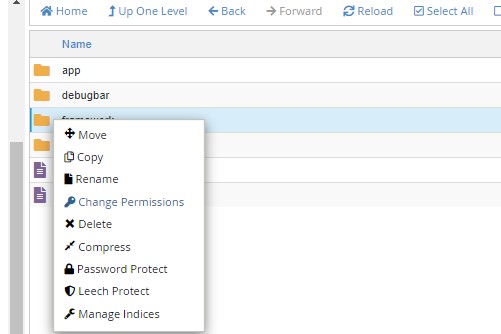 Home Up One Level Back Forward Reload Select All
Name
app
debugbar
framework
Move
Copy
Rename
Change Permissions
Delete
Compress
Password Protect
Leech Protect
Manage Indices